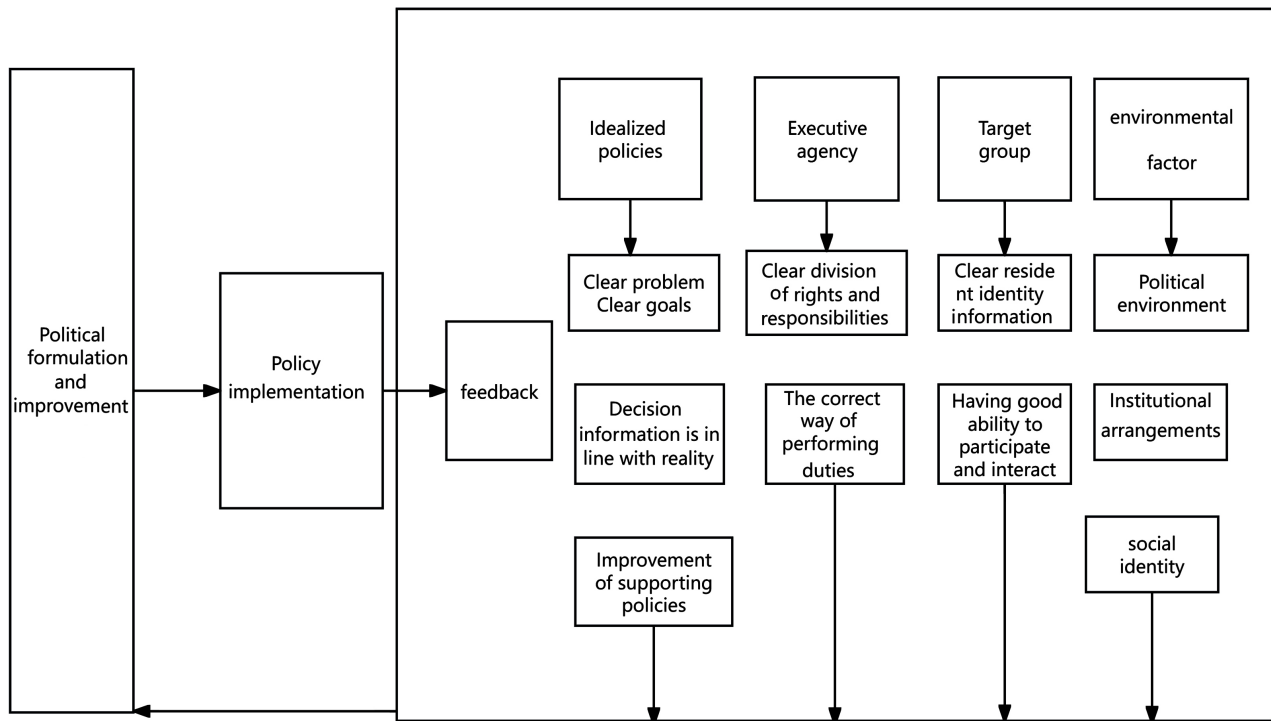 Political
formulation
and
improvement
Policy
implementation
feedback
Idealized
policies
Clear problem
Clear goals
Decision
information is in
line with reality
Improvement
of supporting
policies
Executive
agency
Clear division
of rights and
responsibilities
The correct
way of
performing
duties
Target
group
Clear reside
nt identity
information
Having good
ability to
participate
and interact
environmental
factor
Political
environment
Institutional
arrangements
social
identity